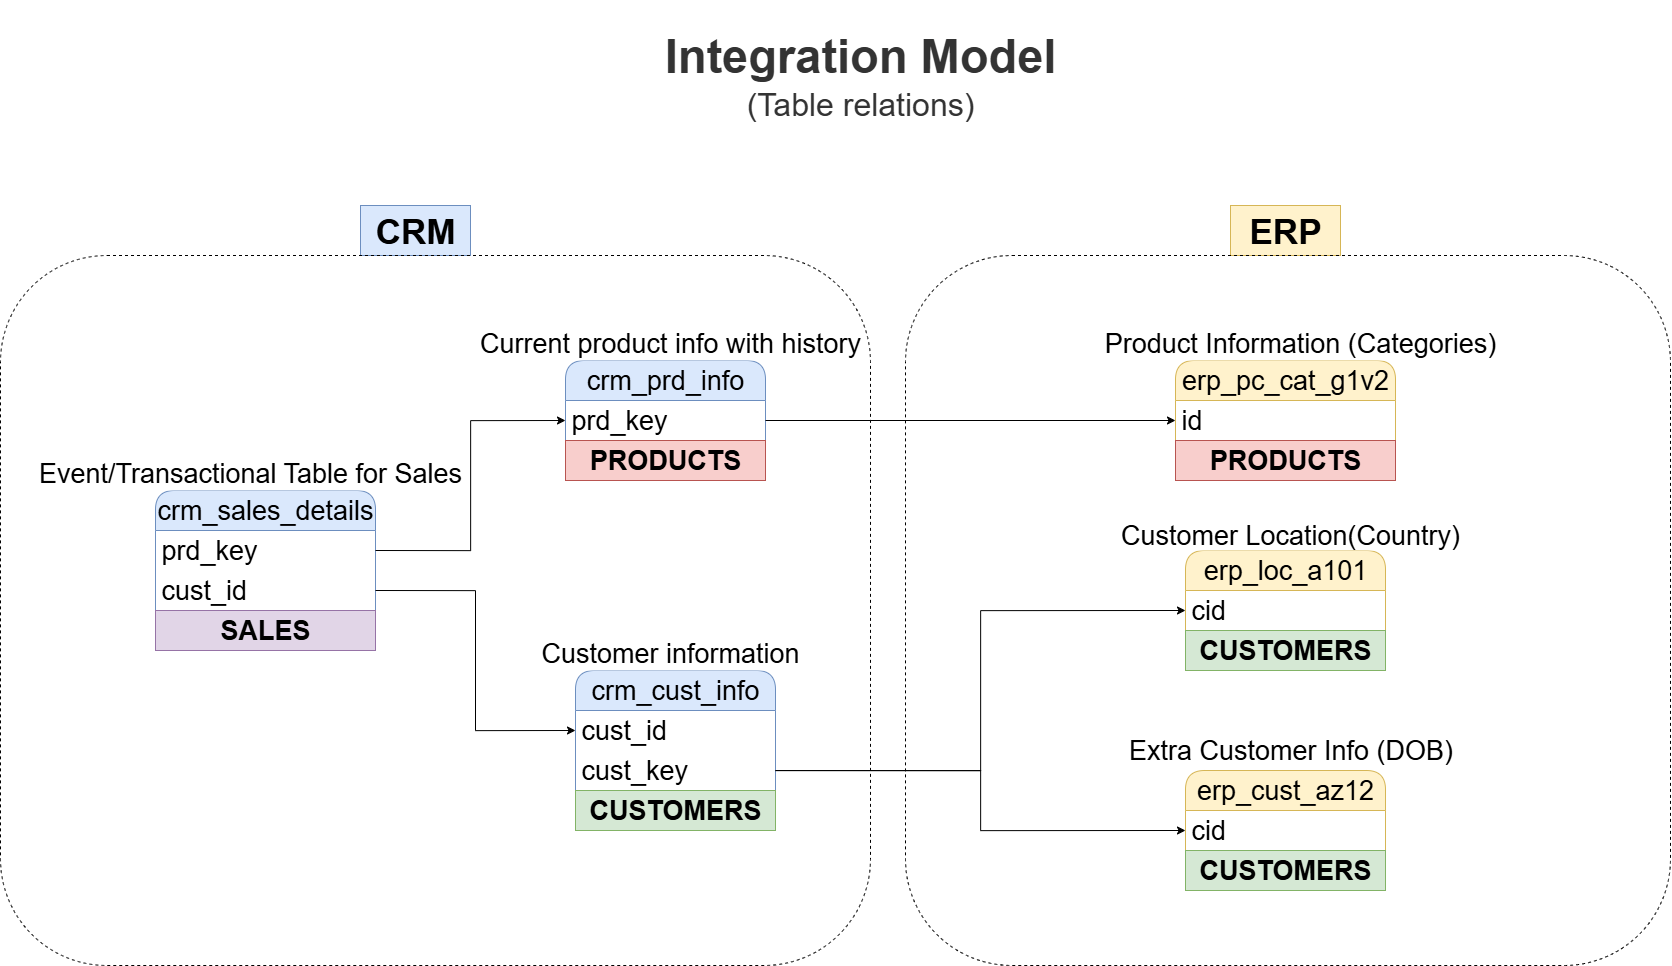 Integration Model
(Table relations)
CRM
Current product info with history
crm_prd_info
prd_key
PRODUCTS
Event/Transactional Table for Sales
crm_sales_details
prd_key
cust_id
SALES
Customer information
crm_cust_info
cust_id
cust_key
CUSTOMERS
ERP
Product Information (Categories)
erp_pc_cat_g1v2
id
PRODUCTS
Customer Location(Country)
erp_loc_a101
cid
CUSTOMERS
Extra Customer Info (DOB)
erp_cust_az12
cid
CUSTOMERS